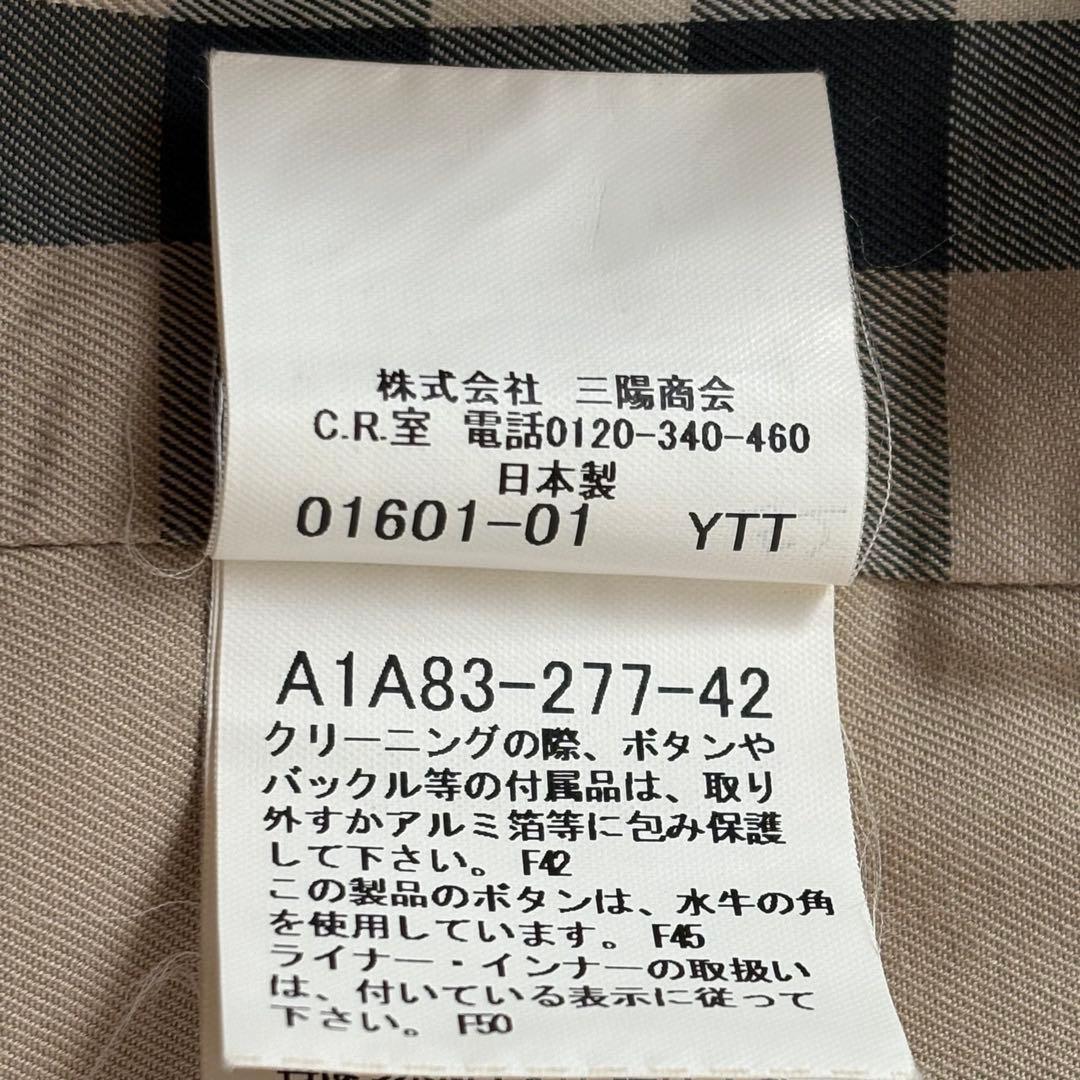 株式会社 三陽商会
C.R.室 電話0120-340-460
日本製
01601-01 YTT
A1A83-277-42
クリーニングの際、ボタンや
バックル等の付属品は、取り
外すかアルミ箔等に包み保護
して下さい。 F42
この製品のボタンは、水牛の角
を使用しています。 F45
ライナー・インナーの取扱い
は、付いている表示に従って
下さい。 F50